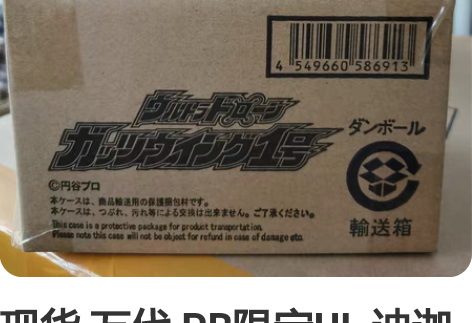 4 549660 586913
ウルトラドローン
ガッツウイング1号
ダンボール
©円谷プロ
本ケースは、商品輸送用の保護梱包材です。
本ケースは、つぶれ、汚れ等による交換は出来ません。ご了承ください。
This case is a protective package for product transportation.
Please note this case will not be object for refund in case of damage etc.
輸送箱
现货 万代 PB限定UL 迪迦